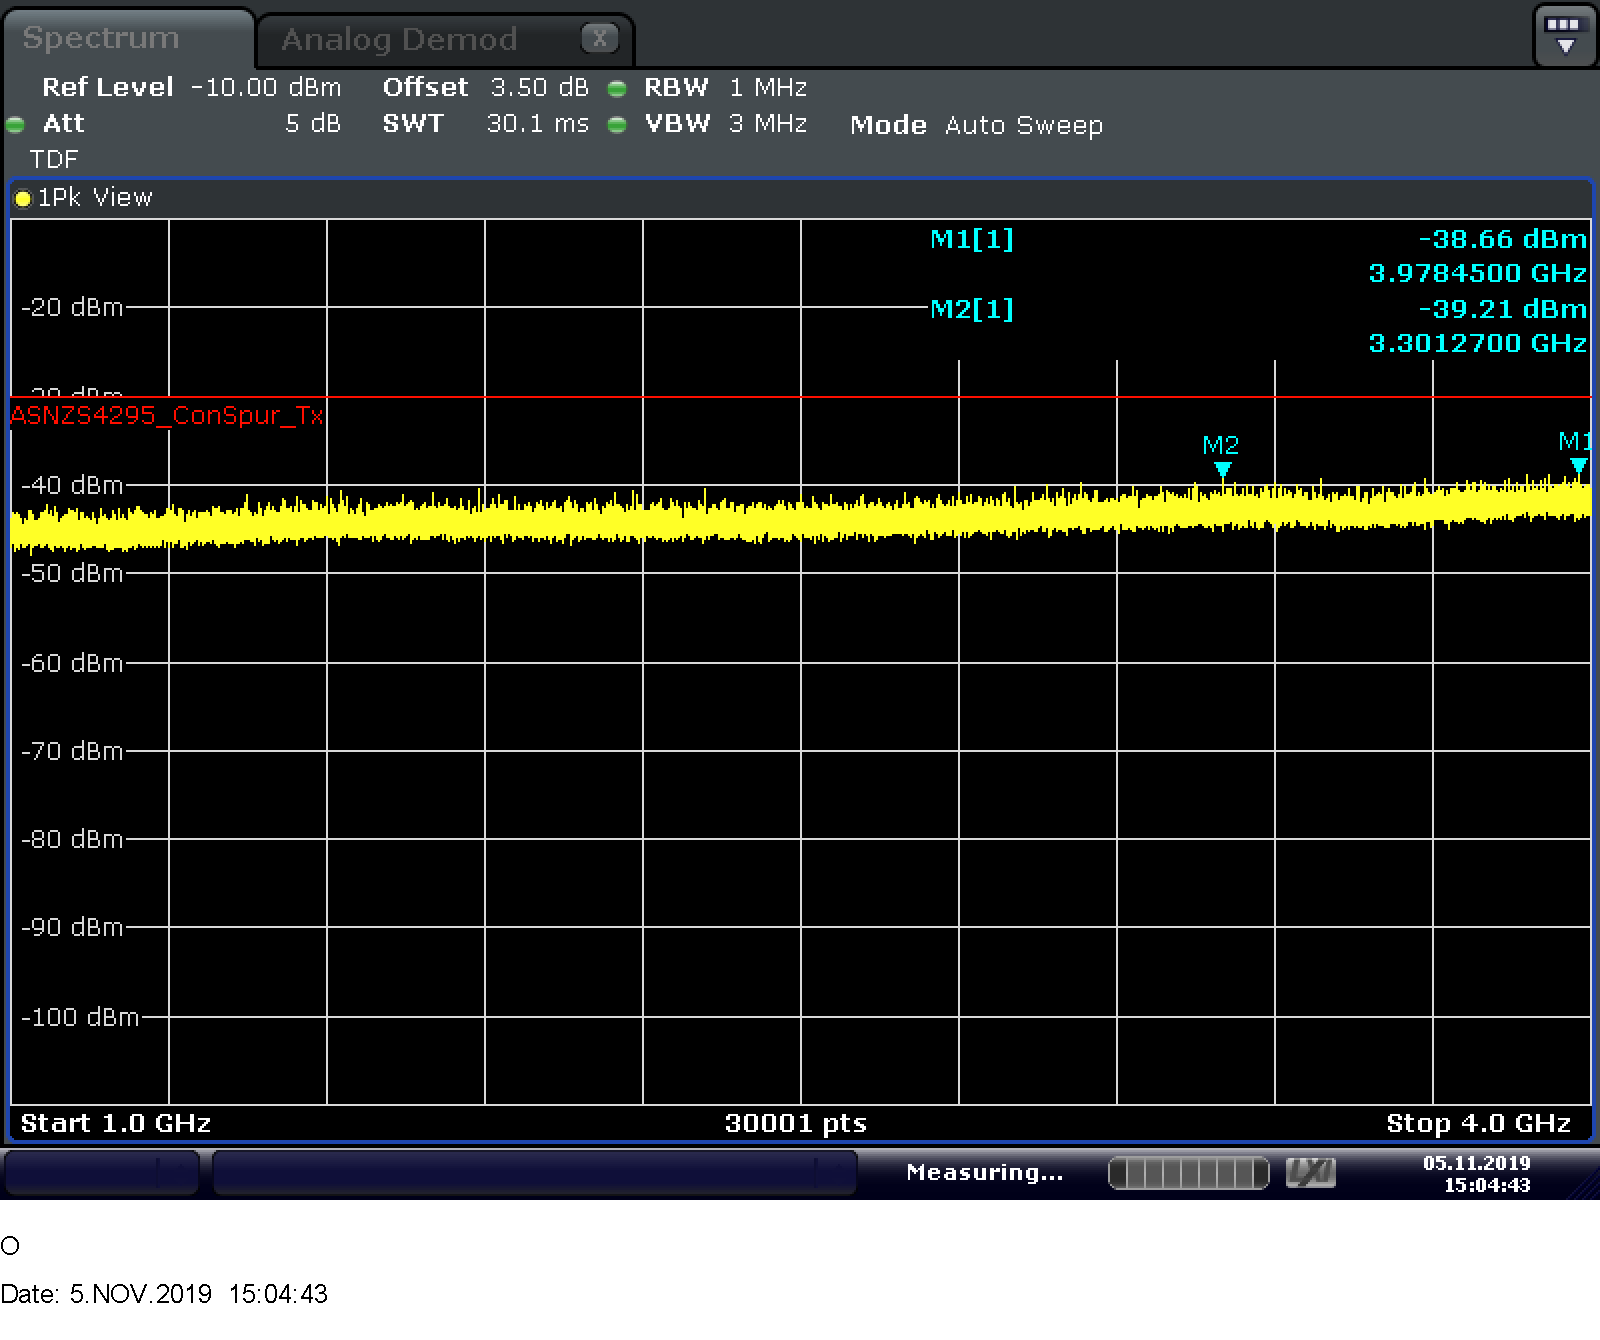 Spectrum
Analog Demod X
Ref Level -10.00 dBm Offset 3.50 dB RBW 1 MHz
Att 5 dB SWT 30.1 ms VBW 3 MHz Mode Auto Sweep
TDF
1Pk View
M1[1] -38.66 dBm
3.9784500 GHz
-20 dBm
M2[1] -39.21 dBm
3.3012700 GHz
-30 dBm
ASNZS4295_ConSpur_Tx
M2
M1
-40 dBm
-50 dBm
-60 dBm
-70 dBm
-80 dBm
-90 dBm
-100 dBm
Start 1.0 GHz 30001 pts Stop 4.0 GHz
Measuring... LXI 05.11.2019
15:04:43
O
Date: 5.NOV.2019 15:04:43